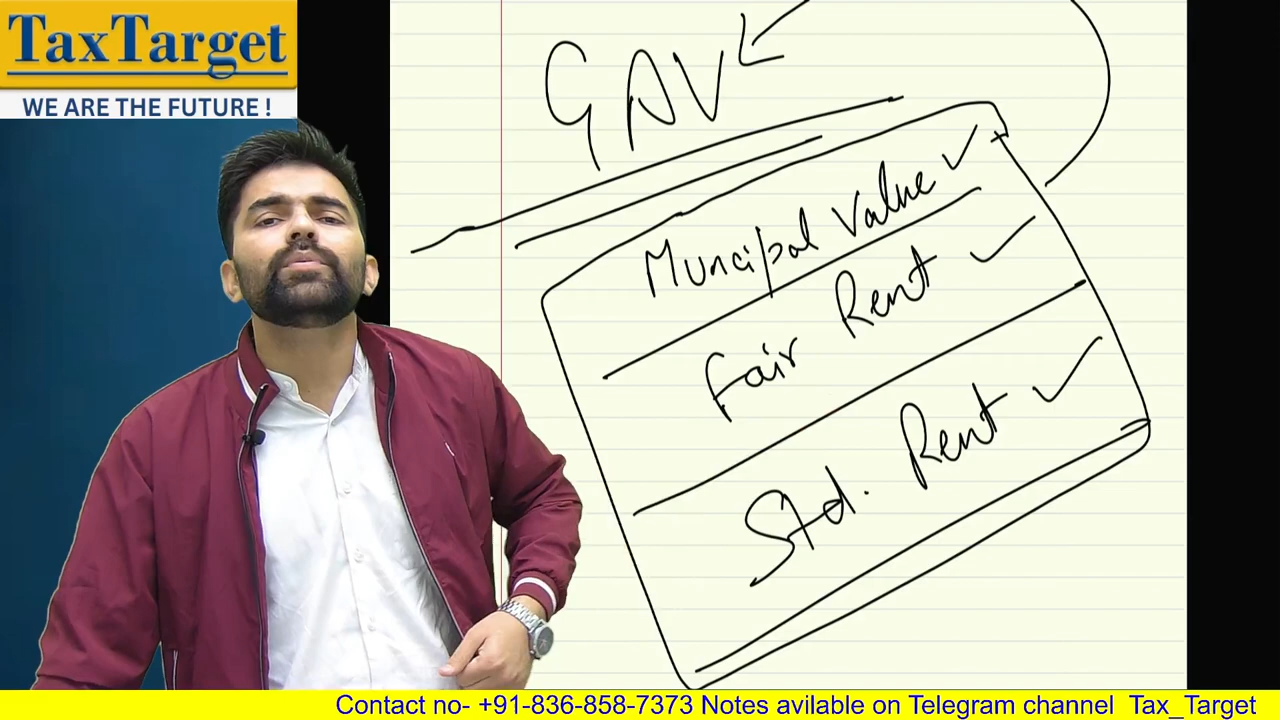 TaxTarget
WE ARE THE FUTURE !
GAV
Muncipal Value
Fair Rent
Std. Rent
Contact no- +91-836-858-7373 Notes avilable on Telegram channel Tax_Target